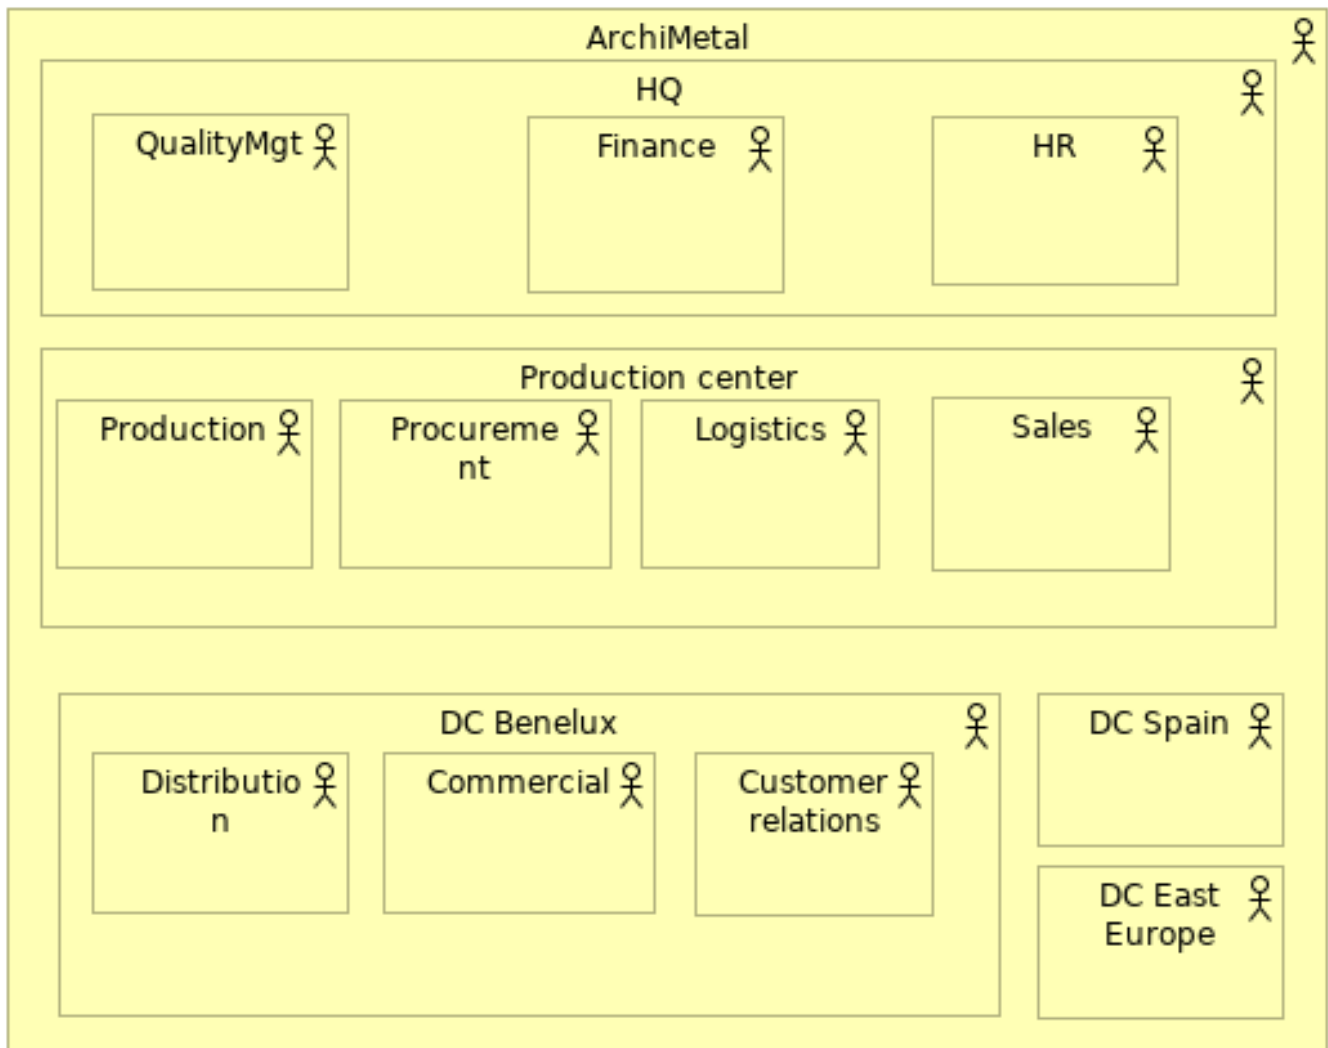 ArchiMetal
HQ
QualityMgt
Finance
HR
Production center
Production
Procureme
nt
Logistics
Sales
DC Benelux
Distributio
n
Commercial
Customer
relations
DC Spain
DC East
Europe